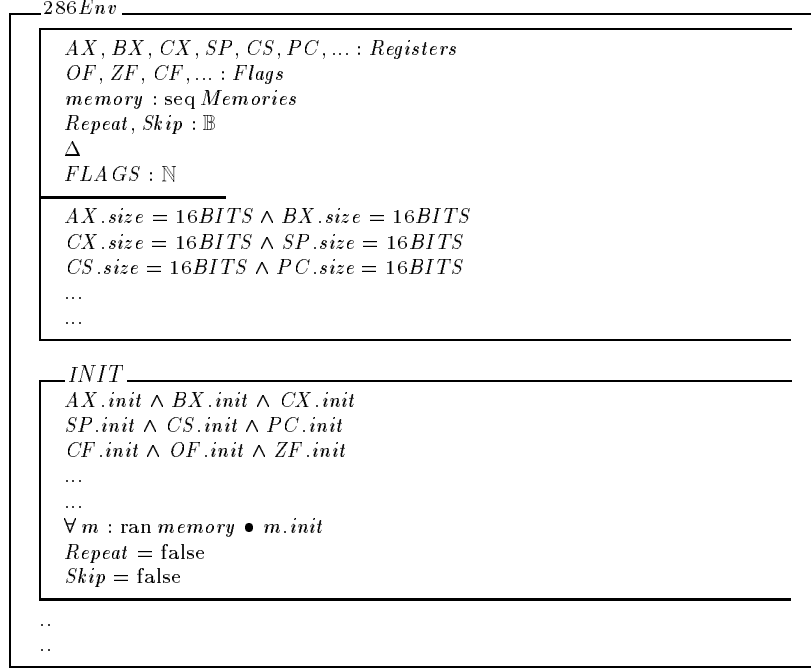 286Env
AX, BX, CX, SP, CS, PC, ... : Registers
OF, ZF, CF, ... : Flags
memory : seq Memories
Repeat, Skip : 𝔹
Δ
FLAGS : ℕ
AX.size = 16BITS ∧ BX.size = 16BITS
CX.size = 16BITS ∧ SP.size = 16BITS
CS.size = 16BITS ∧ PC.size = 16BITS
...
...
INIT
AX.init ∧ BX.init ∧ CX.init
SP.init ∧ CS.init ∧ PC.init
CF.init ∧ OF.init ∧ ZF.init
...
...
∀ m : ran memory • m.init
Repeat = false
Skip = false
..
..